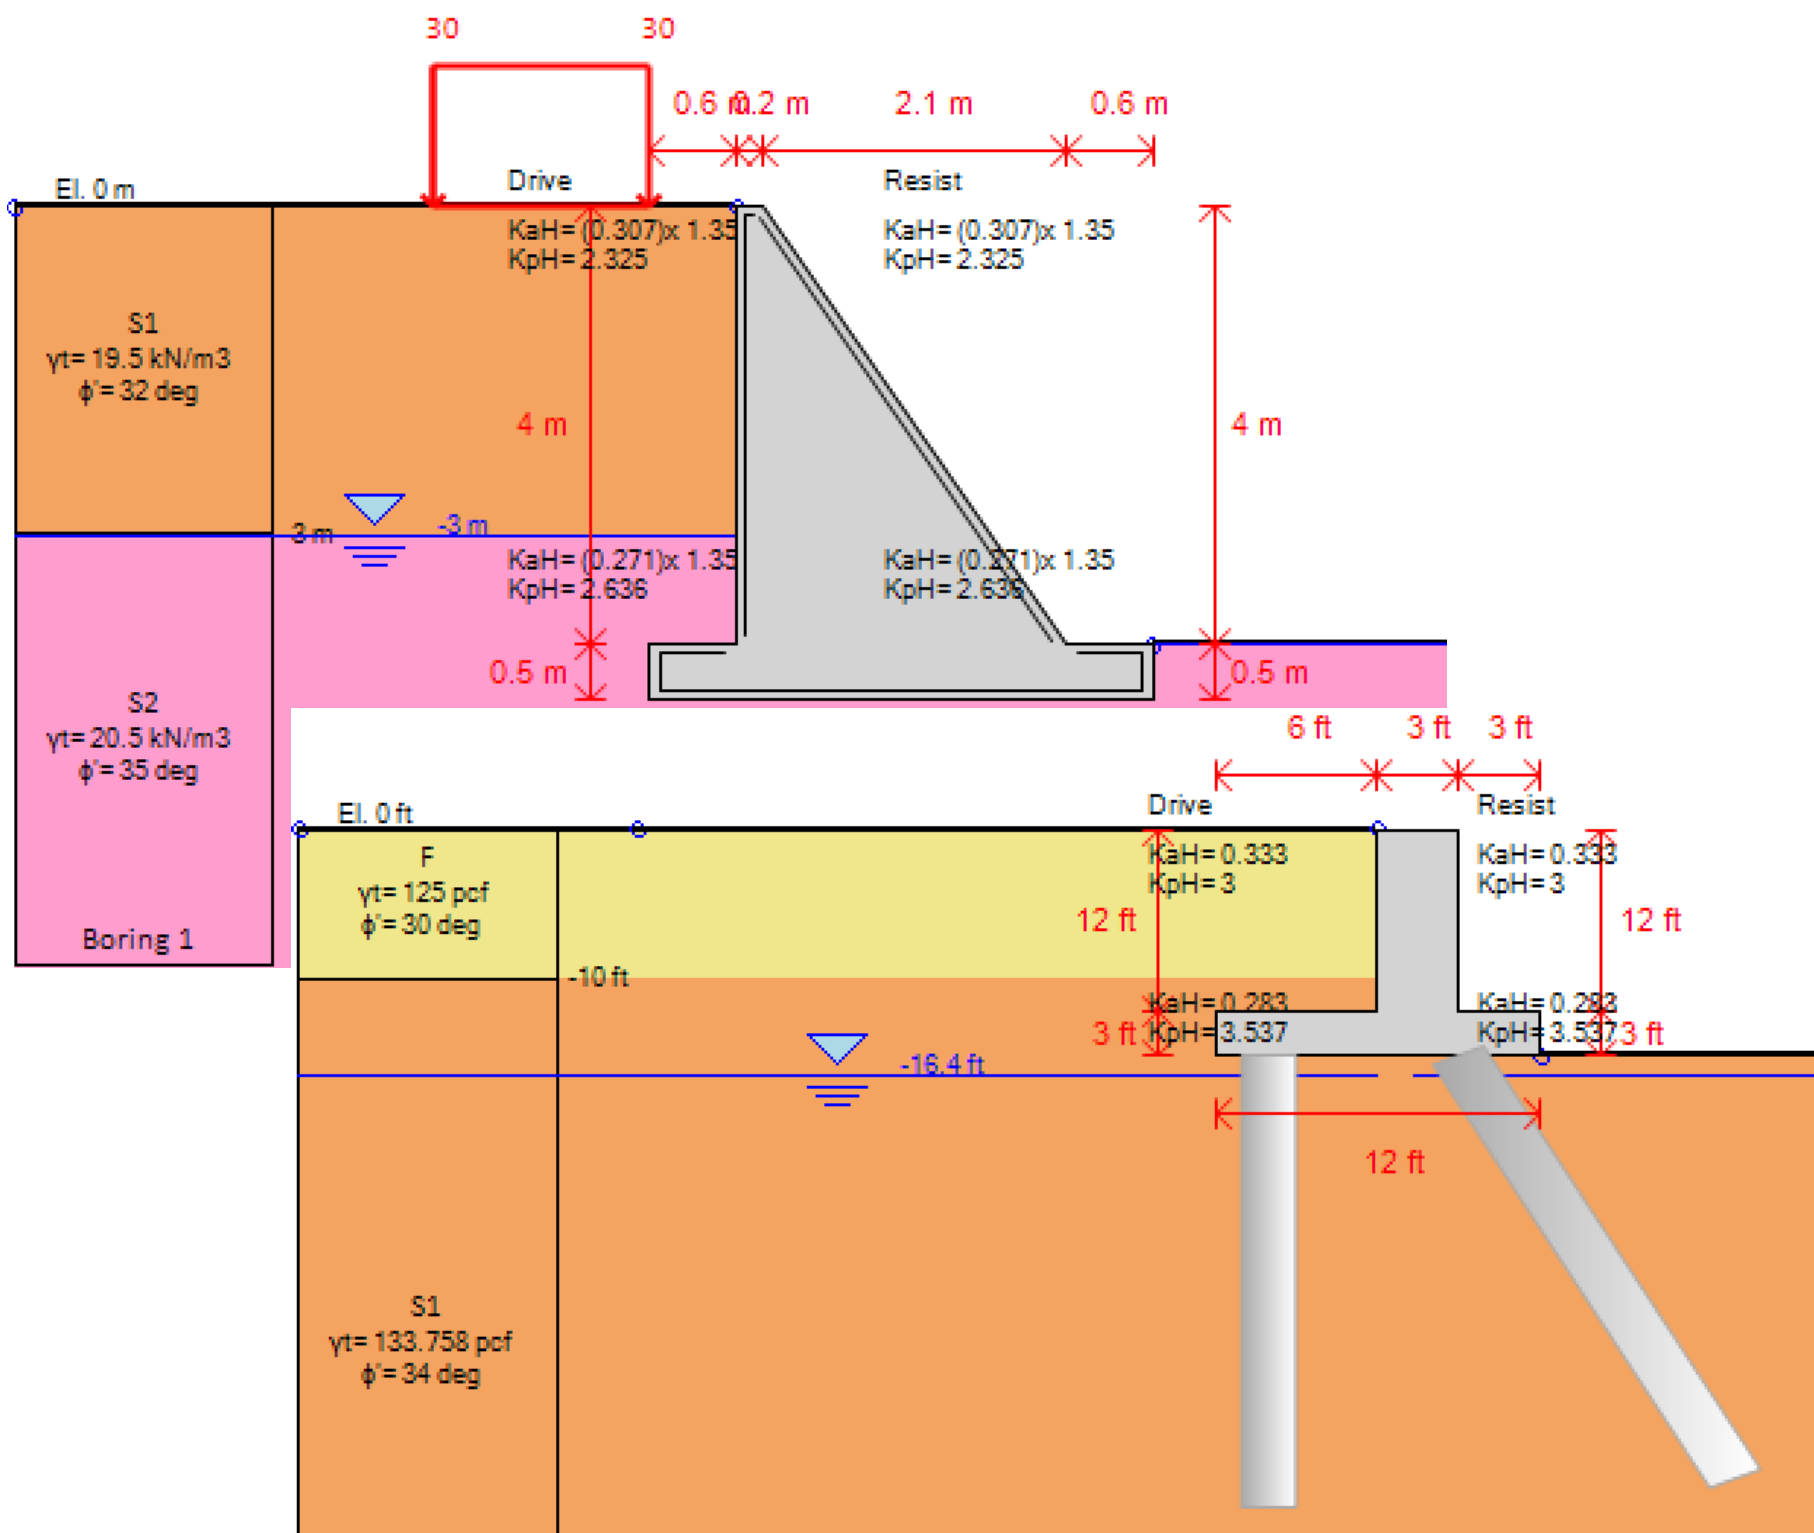 30
30
0.6 m
0.2 m
2.1 m
0.6 m
El. 0 m
Drive
Resist
KaH= (0.307)x 1.35
KpH= 2.325
KaH= (0.307)x 1.35
KpH= 2.325
S1
γt= 19.5 kN/m3
ϕ'= 32 deg
4 m
4 m
-3 m
-3 m
KaH= (0.271)x 1.35
KpH= 2.636
KaH= (0.271)x 1.35
KpH= 2.636
0.5 m
0.5 m
S2
γt= 20.5 kN/m3
ϕ'= 35 deg
Boring 1
6 ft
3 ft
3 ft
El. 0 ft
Drive
Resist
F
γt= 125 pcf
ϕ'= 30 deg
KaH= 0.333
KpH= 3
KaH= 0.333
KpH= 3
12 ft
12 ft
-10 ft
KaH= 0.283
KpH= 3.537
KaH= 0.283
KpH= 3.537
3 ft
3 ft
-16.4 ft
12 ft
S1
γt= 133.758 pcf
ϕ'= 34 deg